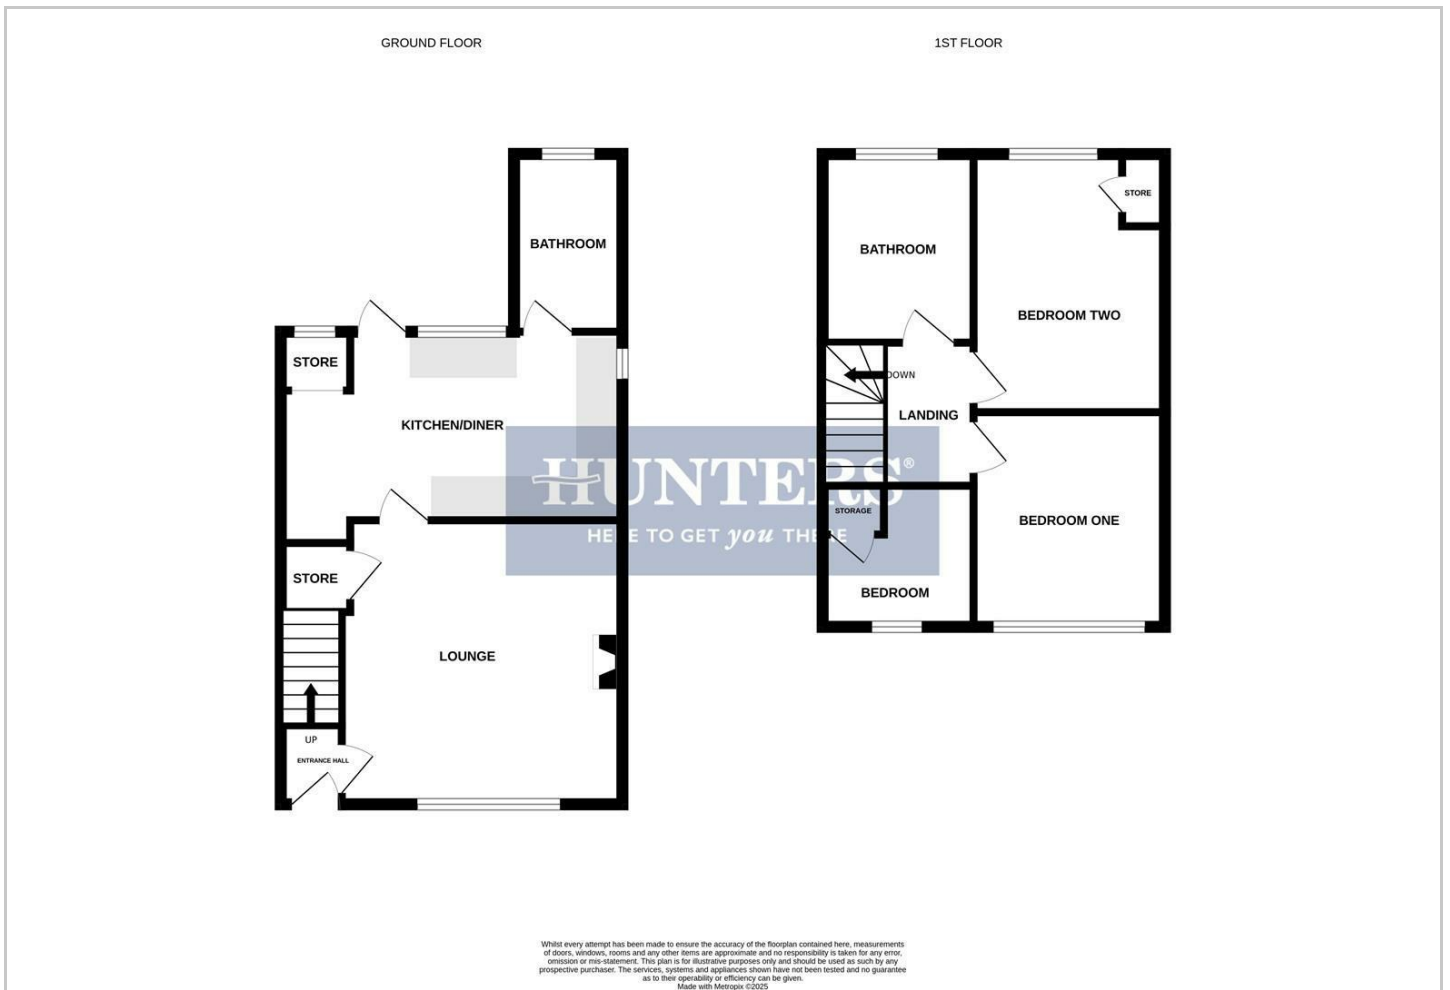 GROUND FLOOR
1ST FLOOR
BATHROOM
STORE
KITCHEN/DINER
STORE
LOUNGE
UP
ENTRANCE HALL
BATHROOM
STORE
BEDROOM TWO
DOWN
LANDING
STORAGE
BEDROOM ONE
BEDROOM
HUNTERS®
HERE TO GET you THERE
Whilst every attempt has been made to ensure the accuracy of the floorplan contained here, measurements
of doors, windows, rooms and any other items are approximate and no responsibility is taken for any error,
omission or mis-statement. This plan is for illustrative purposes only and should be used as such by any
prospective purchaser. The services, systems and appliances shown have not been tested and no guarantee
as to their operability or efficiency can be given.
Made with Metropix ©2025